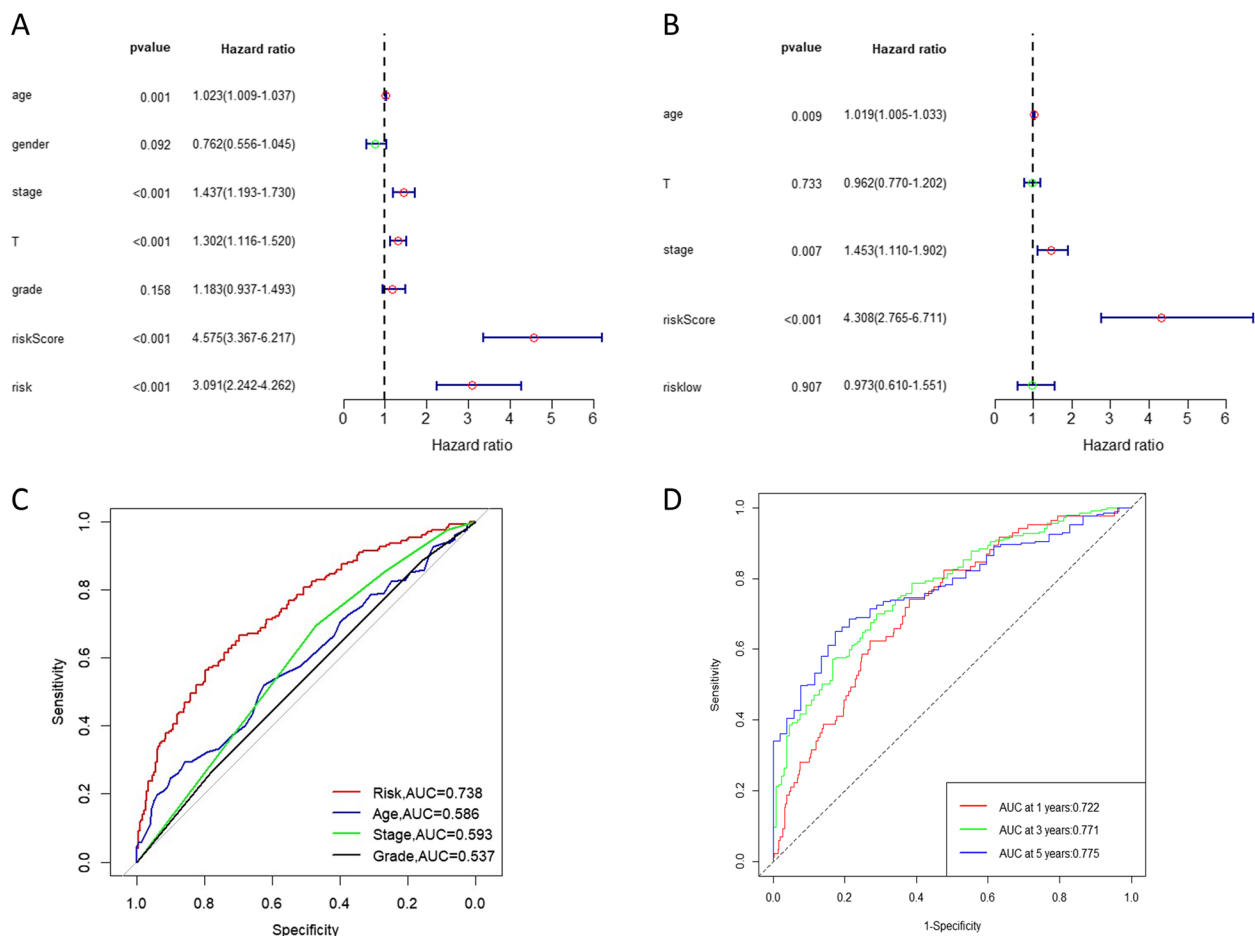 A
pvalue Hazard ratio
age 0.001 1.023(1.009-1.037)
gender 0.092 0.762(0.556-1.045)
stage <0.001 1.437(1.193-1.730)
T <0.001 1.302(1.116-1.520)
grade 0.158 1.183(0.937-1.493)
riskScore <0.001 4.575(3.367-6.217)
risk <0.001 3.091(2.242-4.262)
0 1 2 3 4 5 6
Hazard ratio
B
pvalue Hazard ratio
age 0.009 1.019(1.005-1.033)
T 0.733 0.962(0.770-1.202)
stage 0.007 1.453(1.110-1.902)
riskScore <0.001 4.308(2.765-6.711)
risklow 0.907 0.973(0.610-1.551)
0 1 2 3 4 5 6
Hazard ratio
C
Sensitivity
1.0
0.8
0.6
0.4
0.2
0.0
Risk,AUC=0.738
Age,AUC=0.586
Stage,AUC=0.593
Grade,AUC=0.537
1.0 0.8 0.6 0.4 0.2 0.0
Specificity
D
Sensitivity
1.0
0.8
0.6
0.4
0.2
0.0
AUC at 1 years:0.722
AUC at 3 years:0.771
AUC at 5 years:0.775
0.0 0.2 0.4 0.6 0.8 1.0
1-Specificity